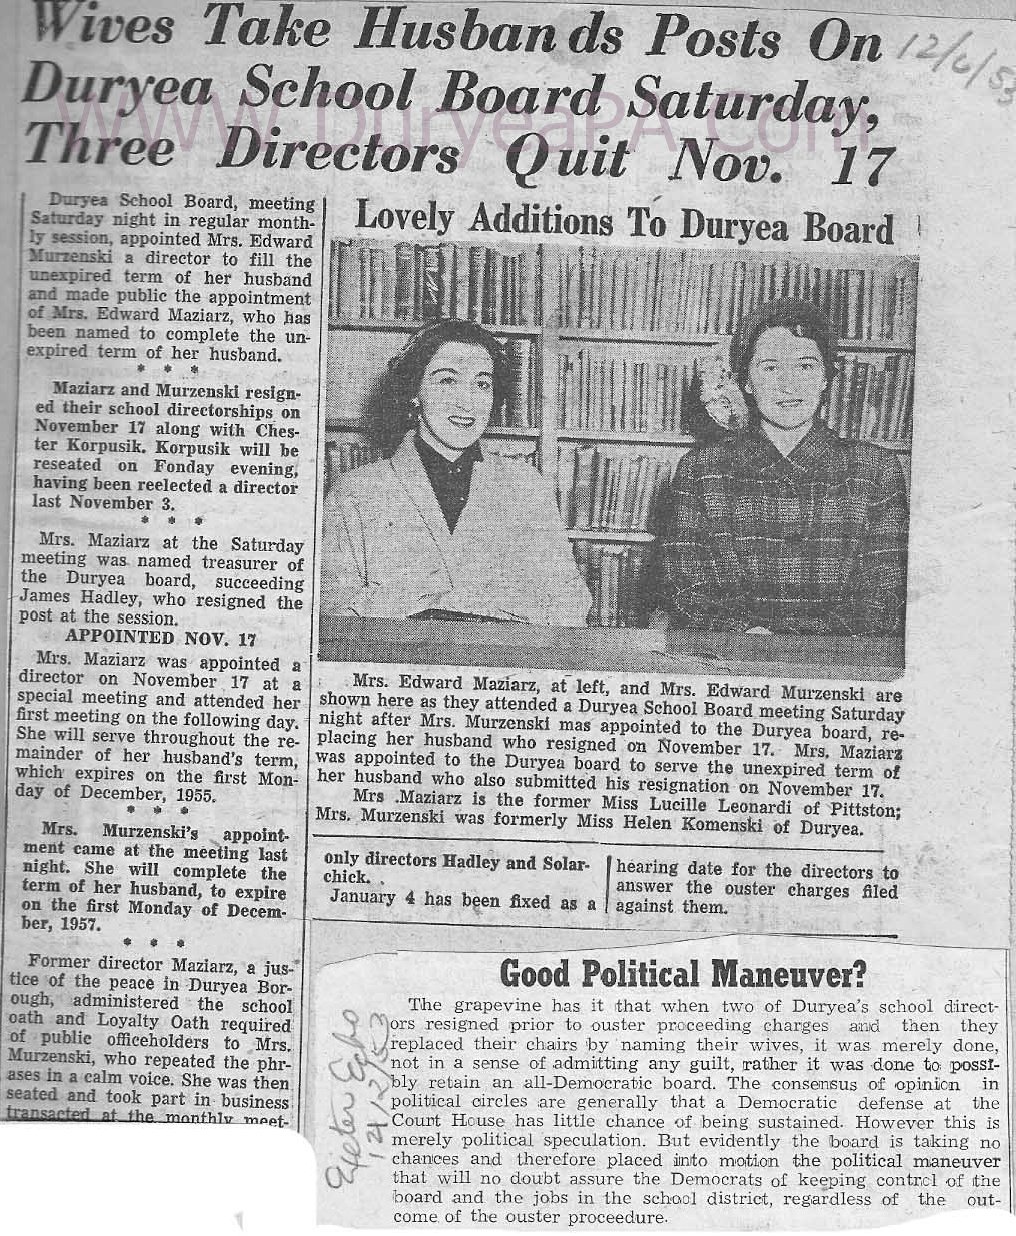 Wives Take Husbands Posts On
Duryea School Board Saturday,
Three Directors Quit Nov. 17
12/6/53
www.DuryeaPA.Com
Duryea School Board, meeting
Saturday night in regular month-
ly session, appointed Mrs. Edward
Murzenski a director to fill the
unexpired term of her husband
and made public the appointment
of Mrs. Edward Maziarz, who has
been named to complete the un-
expired term of her husband.
* * *
Maziarz and Murzenski resign-
ed their school directorships on
November 17 along with Ches-
ter Korpusik. Korpusik will be
reseated on Fonday evening,
having been reelected a director
last November 3.
* * *
Mrs. Maziarz at the Saturday
meeting was named treasurer of
the Duryea board, succeeding
James Hadley, who resigned the
post at the session.
APPOINTED NOV. 17
Mrs. Maziarz was appointed a
director on November 17 at a
special meeting and attended her
first meeting on the following day.
She will serve throughout the re-
mainder of her husband's term,
which expires on the first Mon-
day of December, 1955.
* * *
Mrs. Murzenski's appoint-
ment came at the meeting last
night. She will complete the
term of her husband, to expire
on the first Monday of Decem-
ber, 1957.
* * *
Former director Maziarz, a jus-
tice of the peace in Duryea Bor-
ough, administered the school
oath and Loyalty Oath required
of public officeholders to Mrs.
Murzenski, who repeated the phr-
ases in a calm voice. She was then
seated and took part in business
transacted at the monthly meet-
Lovely Additions To Duryea Board
Mrs. Edward Maziarz, at left, and Mrs. Edward Murzenski are
shown here as they attended a Duryea School Board meeting Saturday
night after Mrs. Murzenski mas appointed to the Duryea board, re-
placing her husband who resigned on November 17. Mrs. Maziarz
was appointed to the Duryea board to serve the unexpired term of
her husband who also submitted his resignation on November 17.
Mrs .Maziarz is the former Miss Lucille Leonardi of Pittston;
Mrs. Murzenski was formerly Miss Helen Komenski of Duryea.
only directors Hadley and Solar-
chick.
January 4 has been fixed as a
hearing date for the directors to
answer the ouster charges filed
against them.
Good Political Maneuver?
The grapevine has it that when two of Duryea's school direct-
ors resigned prior to ouster proceeding charges and then they
replaced their chairs by naming their wives, it was merely done,
not in a sense of admitting any guilt, rather it was done to possi-
bly retain an all-Democratic board. The consensus of opinion in
political circles are generally that a Democratic defense at the
Court House has little chance of being sustained. However this is
merely political speculation. But evidently the board is taking no
chances and therefore placed into motion the political maneuver
that will no doubt assure the Democrats of keeping control of the
board and the jobs in the school district, regardless of the out-
come of the ouster proceedure.
Exeter Echo
12/12/53